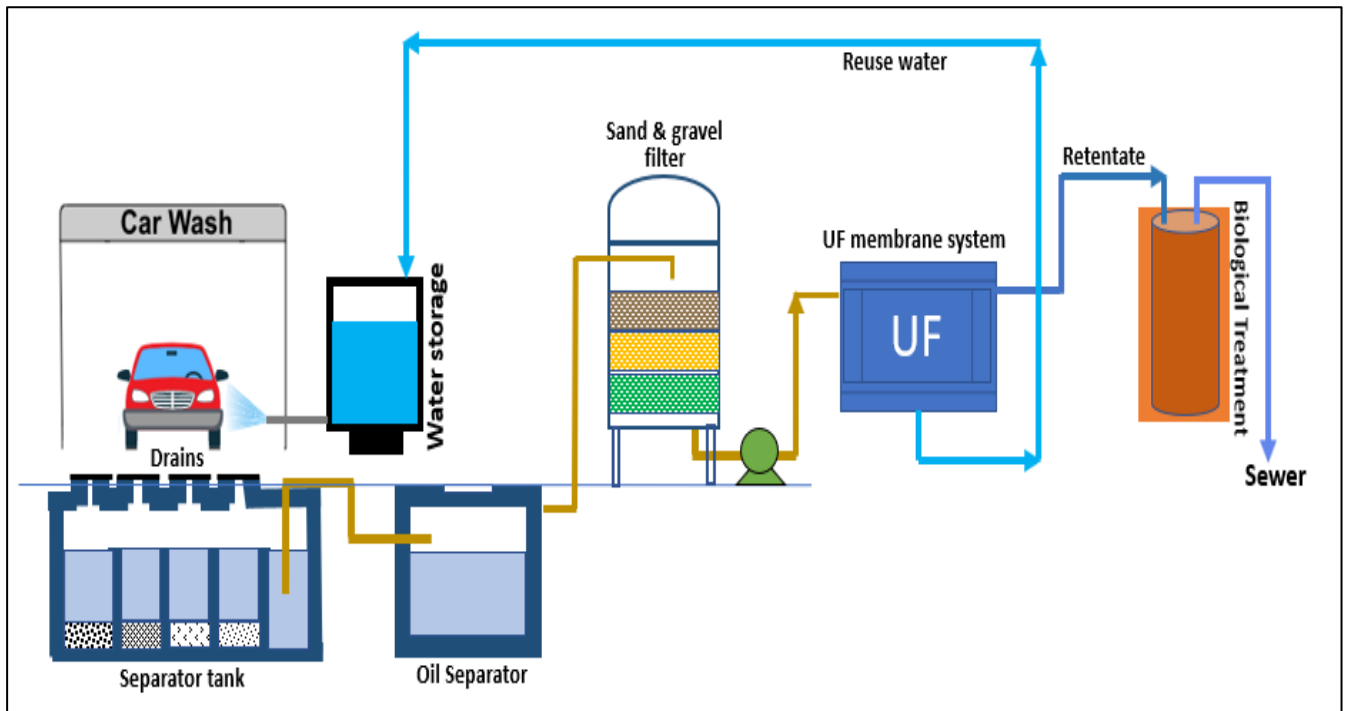 Reuse water
Sand & gravel
filter
Retentate
Car Wash
UF membrane system
Water storage
UF
Biological Treatment
Drains
Sewer
Separator tank
Oil Separator